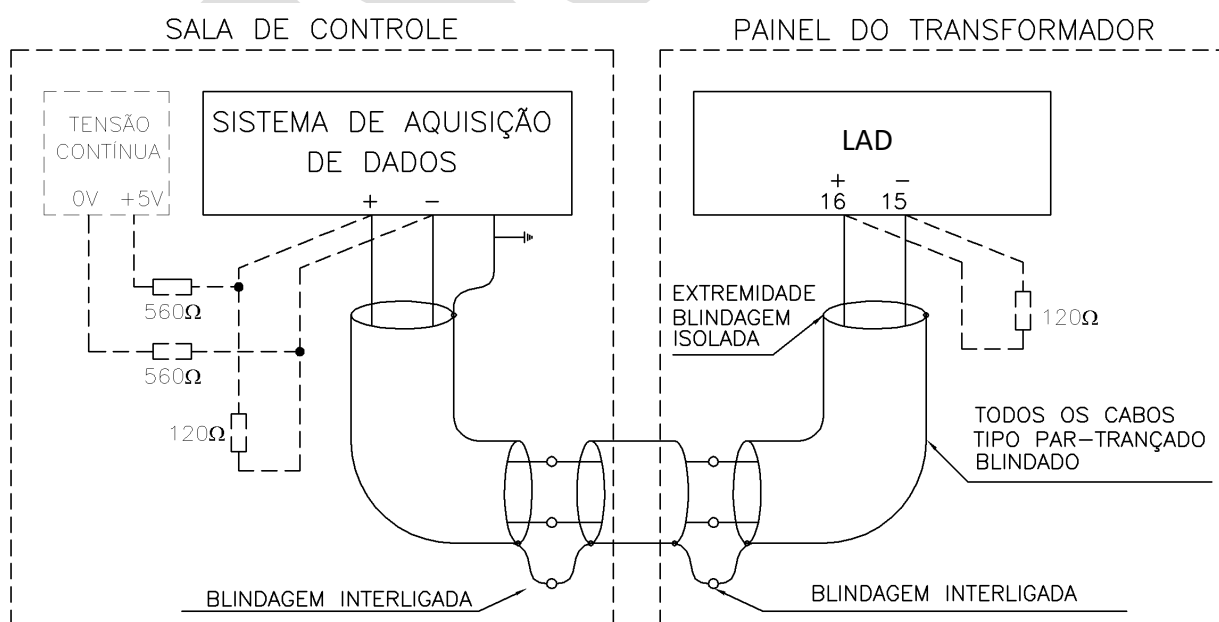 SALA DE CONTROLE
PAINEL DO TRANSFORMADOR
TENSÃO
CONTÍNUA
0V +5V
SISTEMA DE AQUISIÇÃO
DE DADOS
+ −
LAD
+ −
16 15
560Ω
560Ω
120Ω
EXTREMIDADE
BLINDAGEM
ISOLADA
120Ω
TODOS OS CABOS
TIPO PAR−TRANÇADO
BLINDADO
BLINDAGEM INTERLIGADA
BLINDAGEM INTERLIGADA